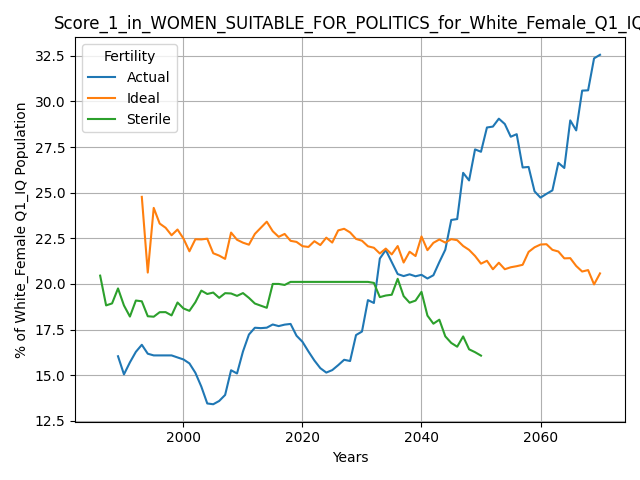 Score_1_in_WOMEN_SUITABLE_FOR_POLITICS_for_White_Female_Q1_IQ
Fertility
Actual
Ideal
Sterile
% of White_Female Q1_IQ Population
32.5
30.0
27.5
25.0
22.5
20.0
17.5
15.0
12.5
2000
2020
2040
2060
Years